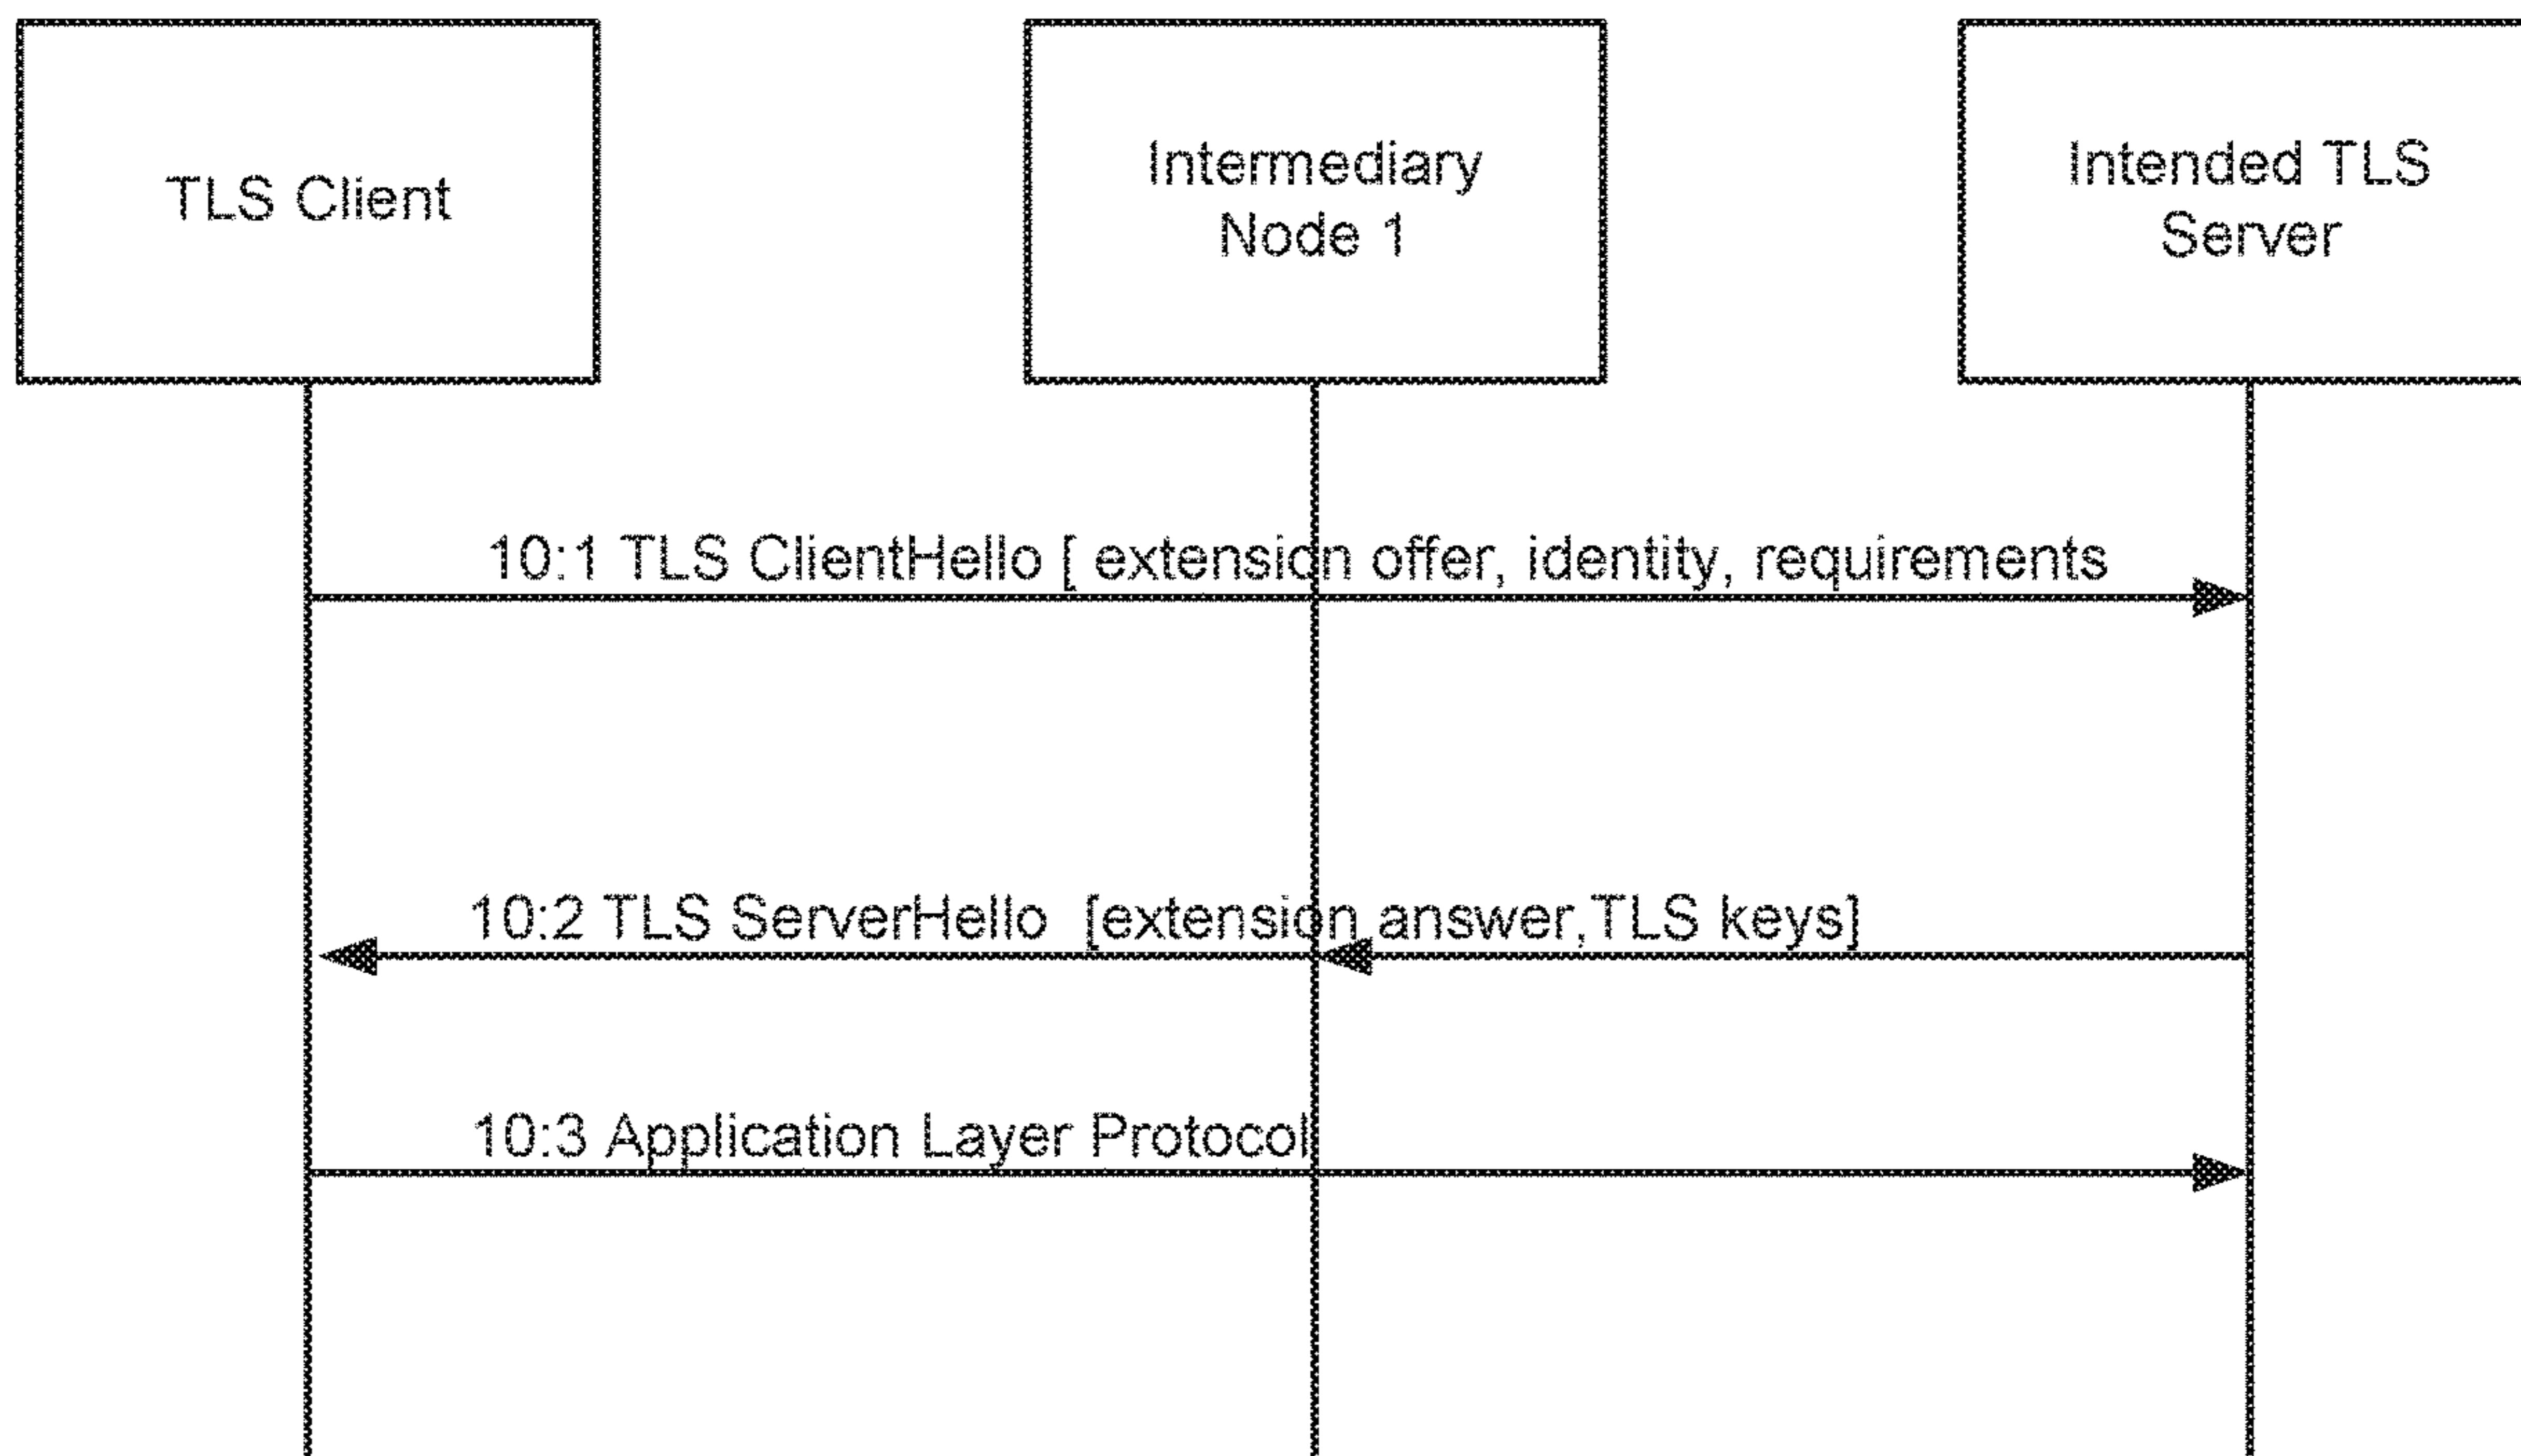 TLS Client
Intermediary
Node 1
Intended TLS
Server
10:1 TLS ClientHello [ extension offer, identity, requirements
10:2 TLS ServerHello [extension answer,TLS keys]
10:3 Application Layer Protocol